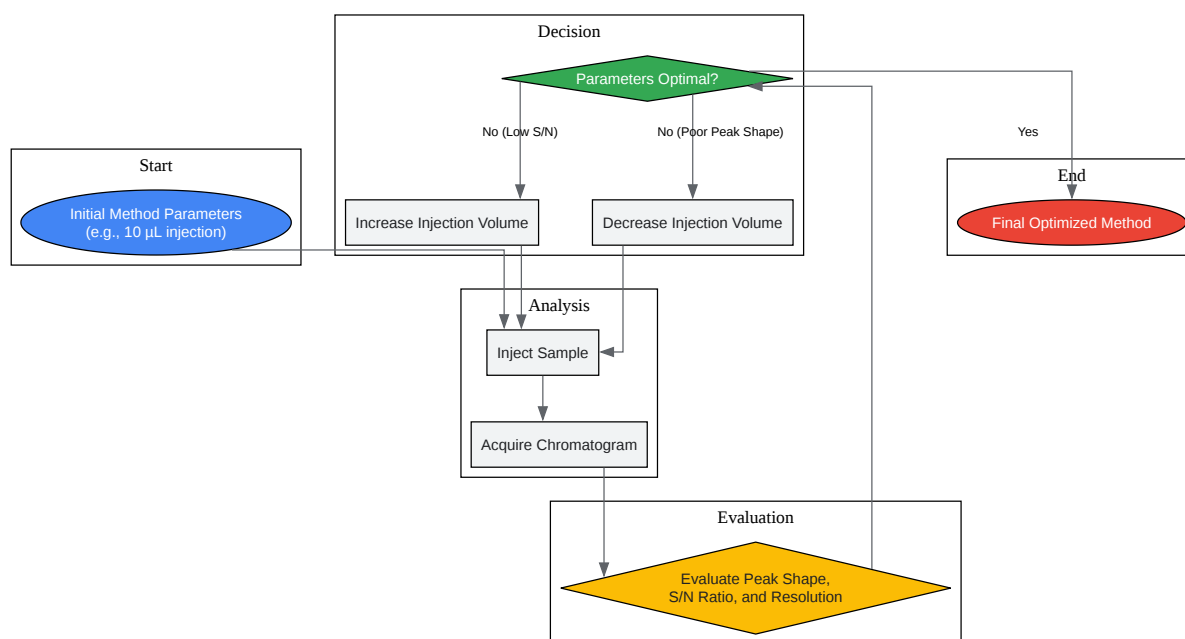 Decision
Parameters Optimal?
No (Low S/N)
No (Poor Peak Shape)
Yes
Start
Initial Method Parameters
(e.g., 10 µL injection)
Increase Injection Volume
Decrease Injection Volume
End
Final Optimized Method
Analysis
Inject Sample
Acquire Chromatogram
Evaluation
Evaluate Peak Shape,
S/N Ratio, and Resolution